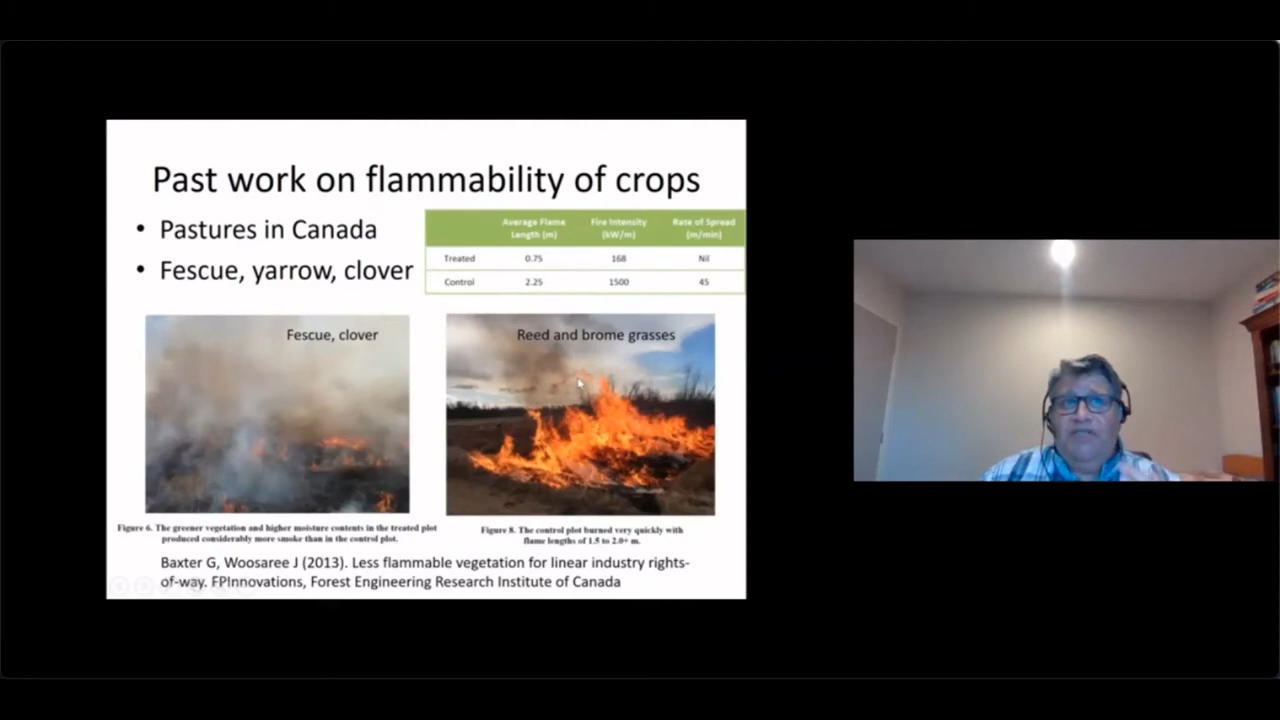 Past work on flammability of crops
• Pastures in Canada
• Fescue, yarrow, clover
Average Flame Length (m)
Fire Intensity (kW/m)
Rate of Spread (m/min)
Treated 0.75 168 Nil
Control 2.25 1500 45
Fescue, clover
Reed and brome grasses
Figure 6. The greener vegetation and higher moisture contents in the treated plot
produced considerably more smoke than in the control plot.
Figure 8. The control plot burned very quickly with
flame lengths of 1.5 to 2.0+ m.
Baxter G, Woosaree J (2013). Less flammable vegetation for linear industry rights-
of-way. FPInnovations, Forest Engineering Research Institute of Canada